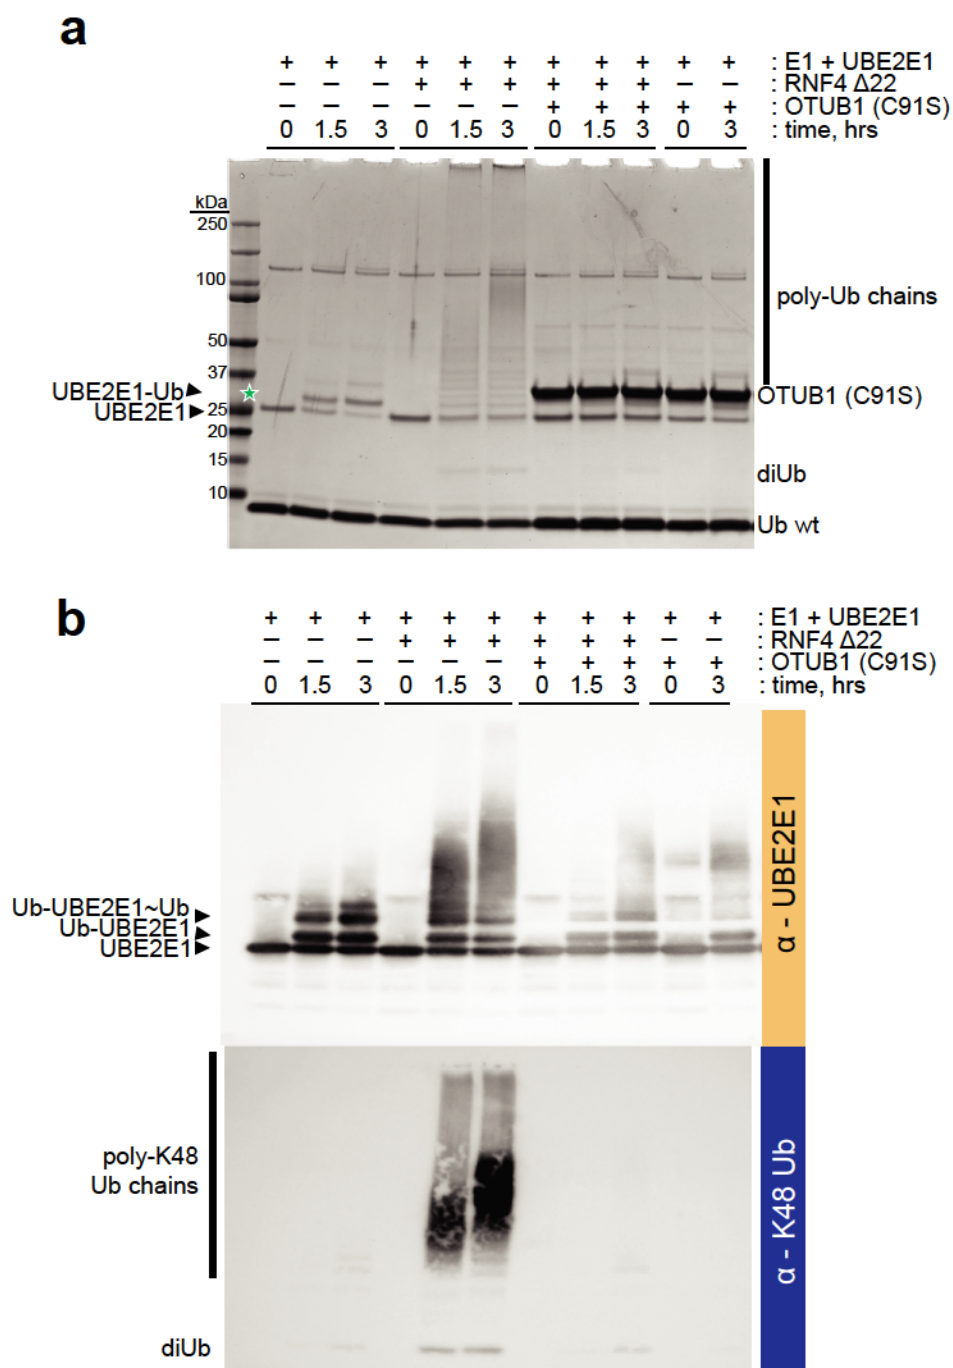 a
+ + + + + + + + + + + : E1 + UBE2E1
– – – + + + + + + – – : RNF4 Δ22
– – – – – – + + + + + : OTUB1 (C91S)
0 1.5 3 0 1.5 3 0 1.5 3 0 3 : time, hrs
kDa
250
100
50
37
25
20
15
10
UBE2E1-Ub
UBE2E1
poly-Ub chains
OTUB1 (C91S)
diUb
Ub wt
b
+ + + + + + + + + + + : E1 + UBE2E1
– – – + + + + + + – – : RNF4 Δ22
– – – – – – + + + + + : OTUB1 (C91S)
0 1.5 3 0 1.5 3 0 1.5 3 0 3 : time, hrs
Ub-UBE2E1~Ub
Ub-UBE2E1
UBE2E1
α - UBE2E1
poly-K48
Ub chains
diUb
α - K48 Ub